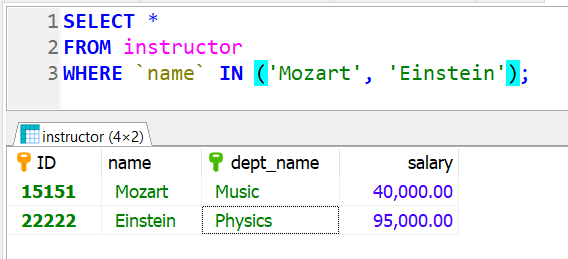 1 SELECT *
2 FROM instructor
3 WHERE `name` IN ('Mozart', 'Einstein');
instructor (4×2)
ID name dept_name salary
15151 Mozart Music 40,000.00
22222 Einstein Physics 95,000.00